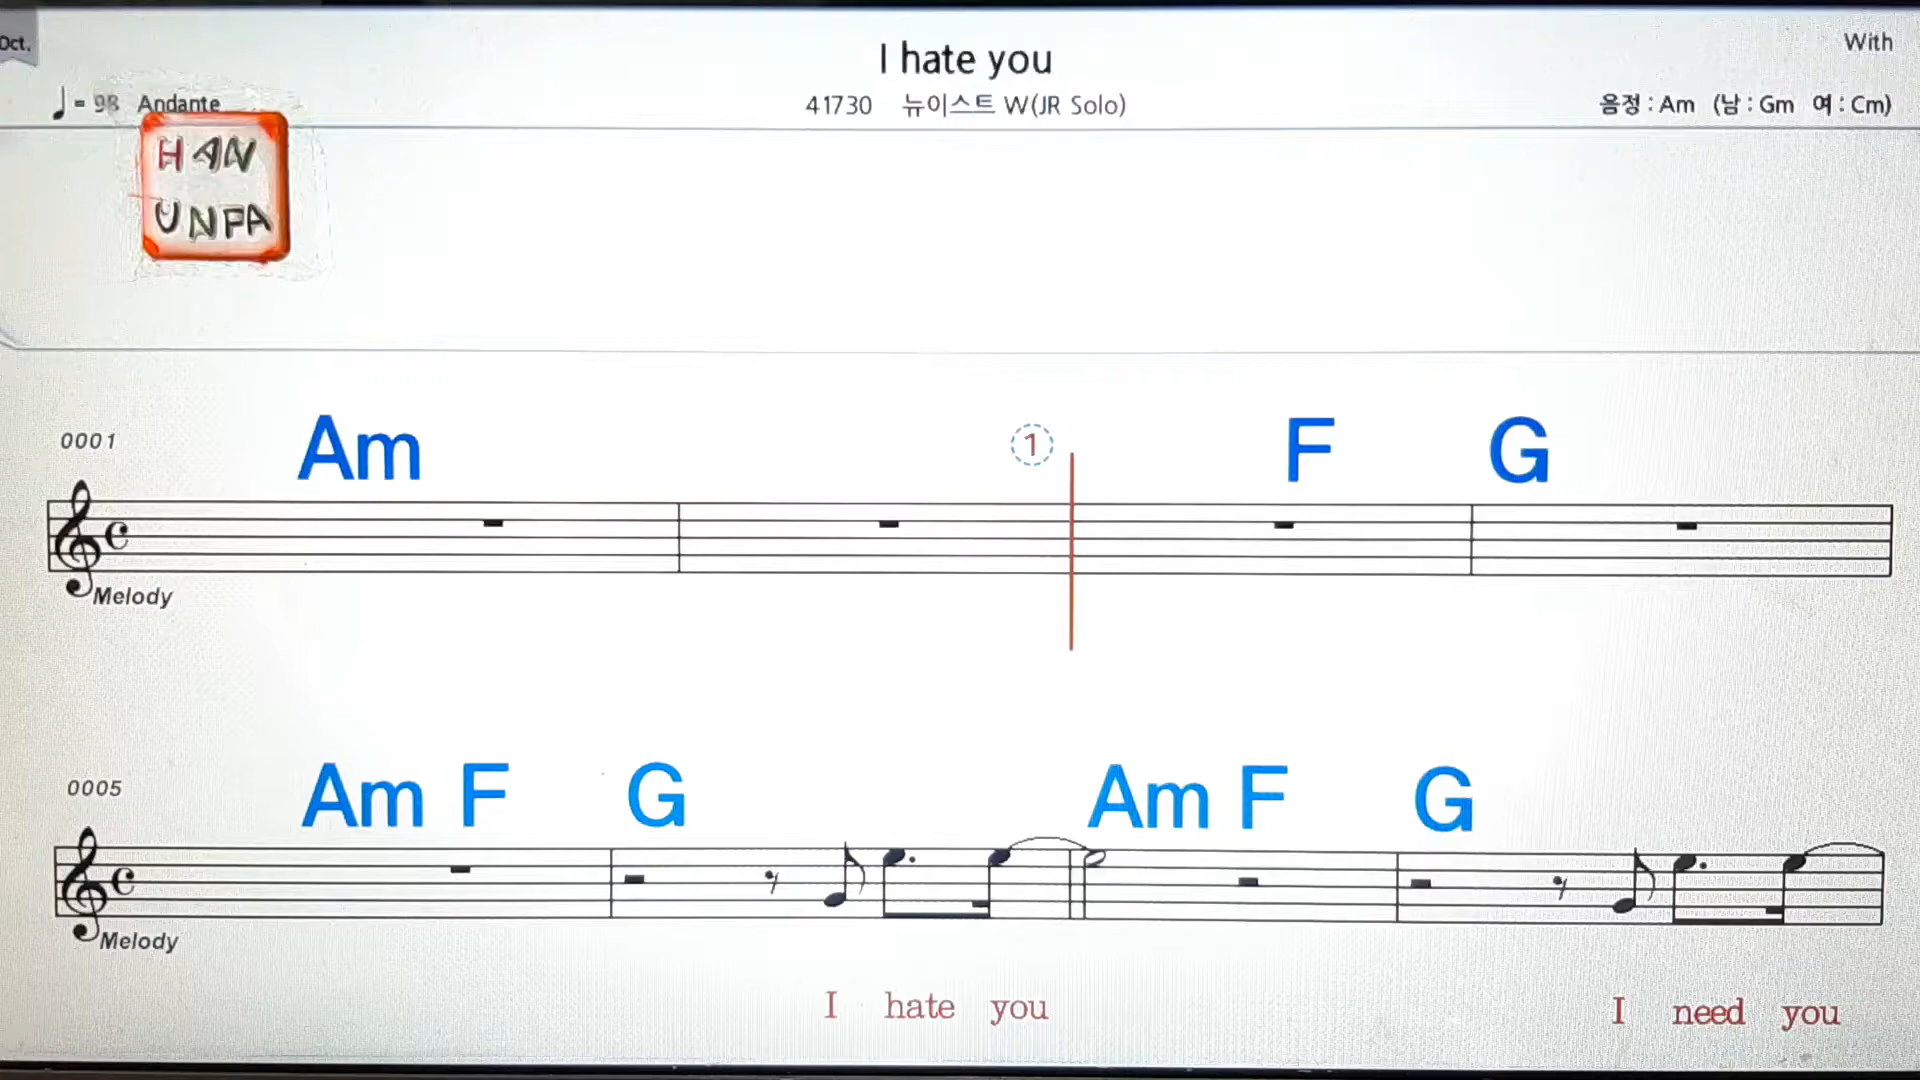 Oct.
I hate you
With
♩ = 98 Andante
41730 뉴이스트 W(JR Solo)
음정 : Am (남 : Gm 여 : Cm)
HAN
UNFA
0001 Am 1 F G
Melody
0005 Am F G Am F G
Melody
I hate you I need you